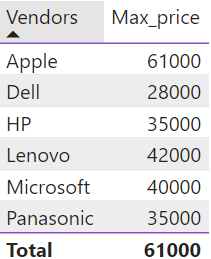 Vendors Max_price
Apple 61000
Dell 28000
HP 35000
Lenovo 42000
Microsoft 40000
Panasonic 35000
Total 61000